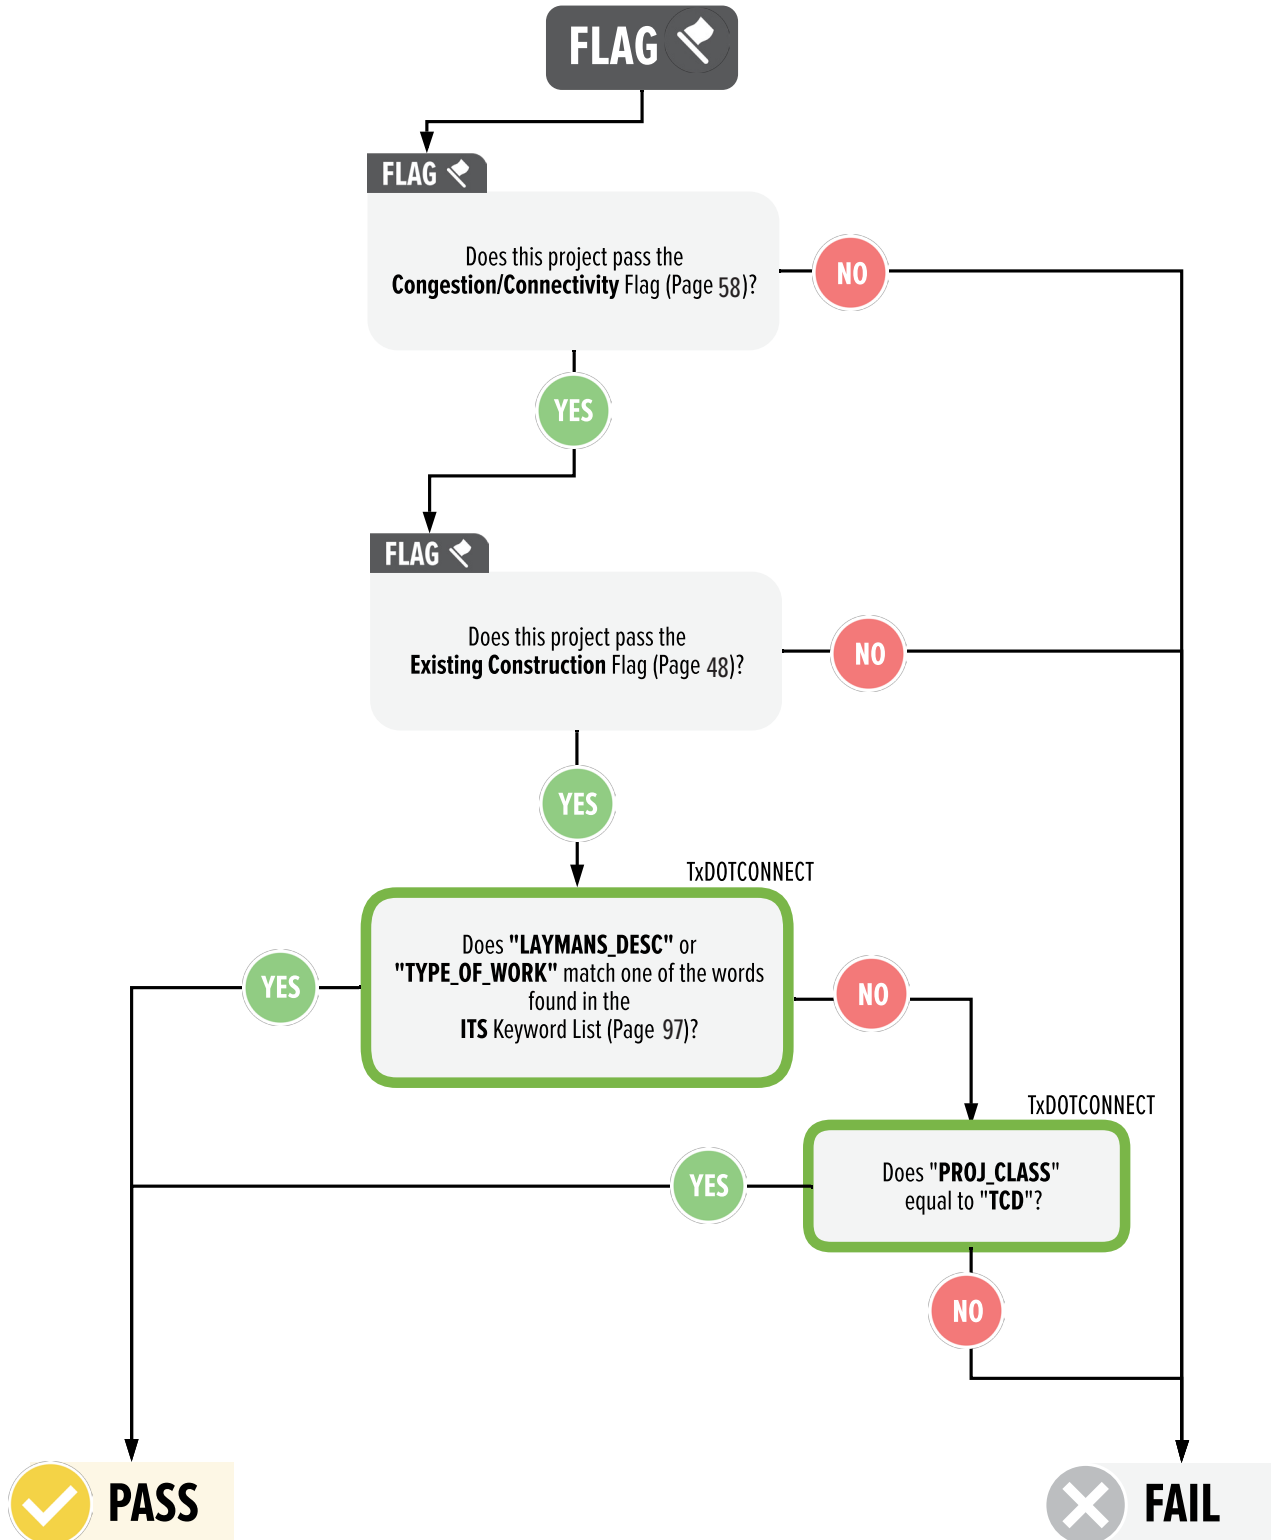 FLAG
FLAG
Does this project pass the
Congestion/Connectivity Flag (Page 58)?
NO
YES
FLAG
Does this project pass the
Existing Construction Flag (Page 48)?
NO
YES
TxDOTCONNECT
Does "LAYMANS_DESC" or
"TYPE_OF_WORK" match one of the words
found in the
ITS Keyword List (Page 97)?
YES
NO
TxDOTCONNECT
Does "PROJ_CLASS"
equal to "TCD"?
YES
NO
PASS
FAIL